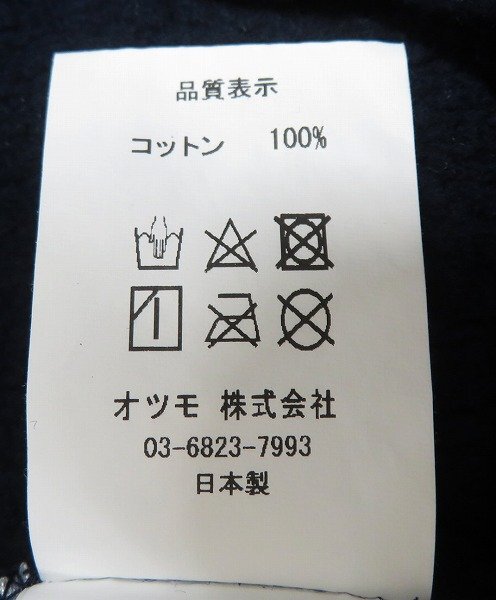 品質表示
コットン 100%
オツモ 株式会社
03-6823-7993
日本製